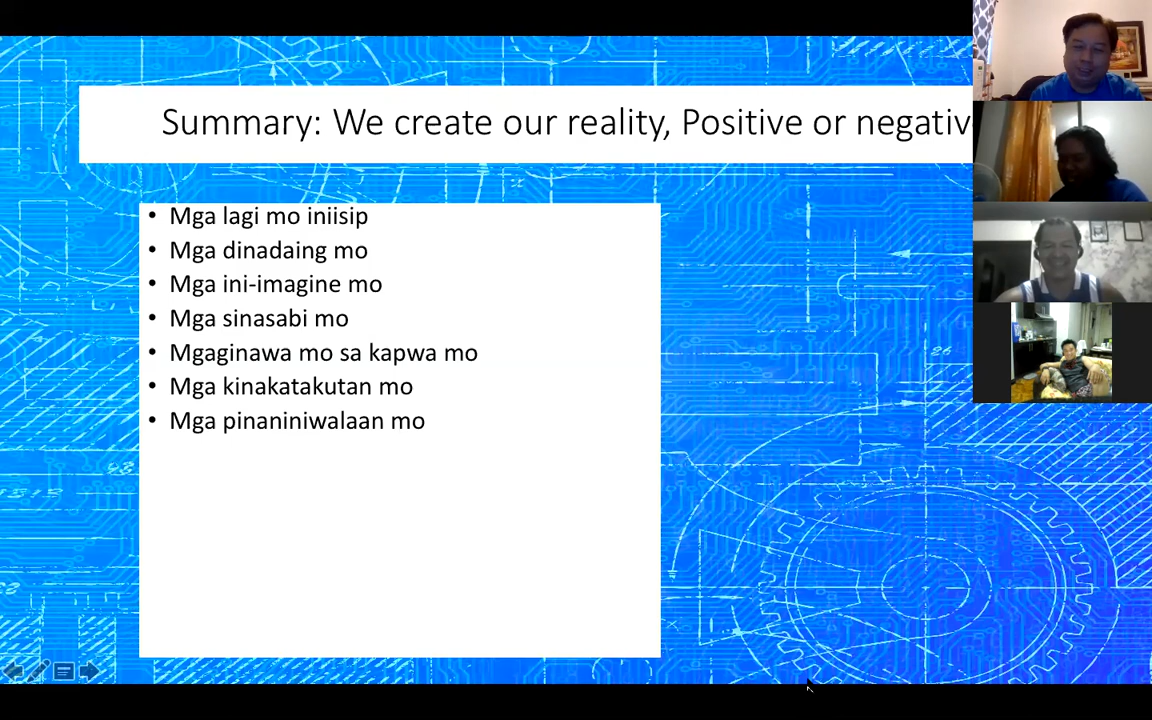 Summary: We create our reality, Positive or negativ
• Mga lagi mo iniisip
• Mga dinadaing mo
• Mga ini-imagine mo
• Mga sinasabi mo
• Mgaginawa mo sa kapwa mo
• Mga kinakatakutan mo
• Mga pinaniniwalaan mo
26